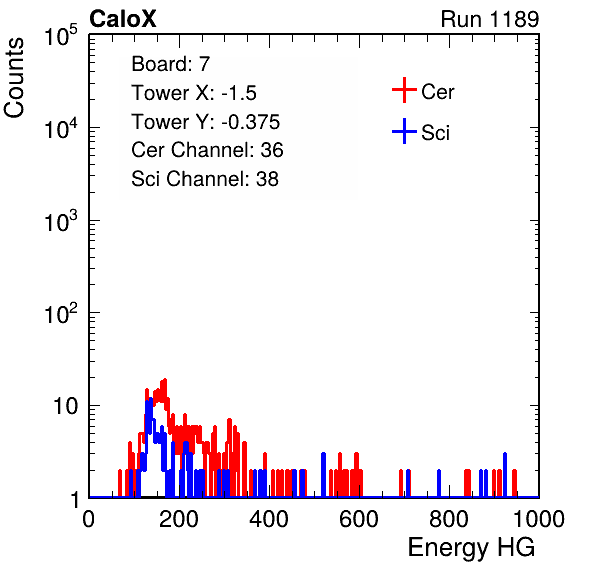 CaloX Run 1189
Counts
Board: 7
Tower X: -1.5
Tower Y: -0.375
Cer Channel: 36
Sci Channel: 38
Cer
Sci
10^5
10^4
10^3
10^2
10
1
0 200 400 600 800 1000
Energy HG